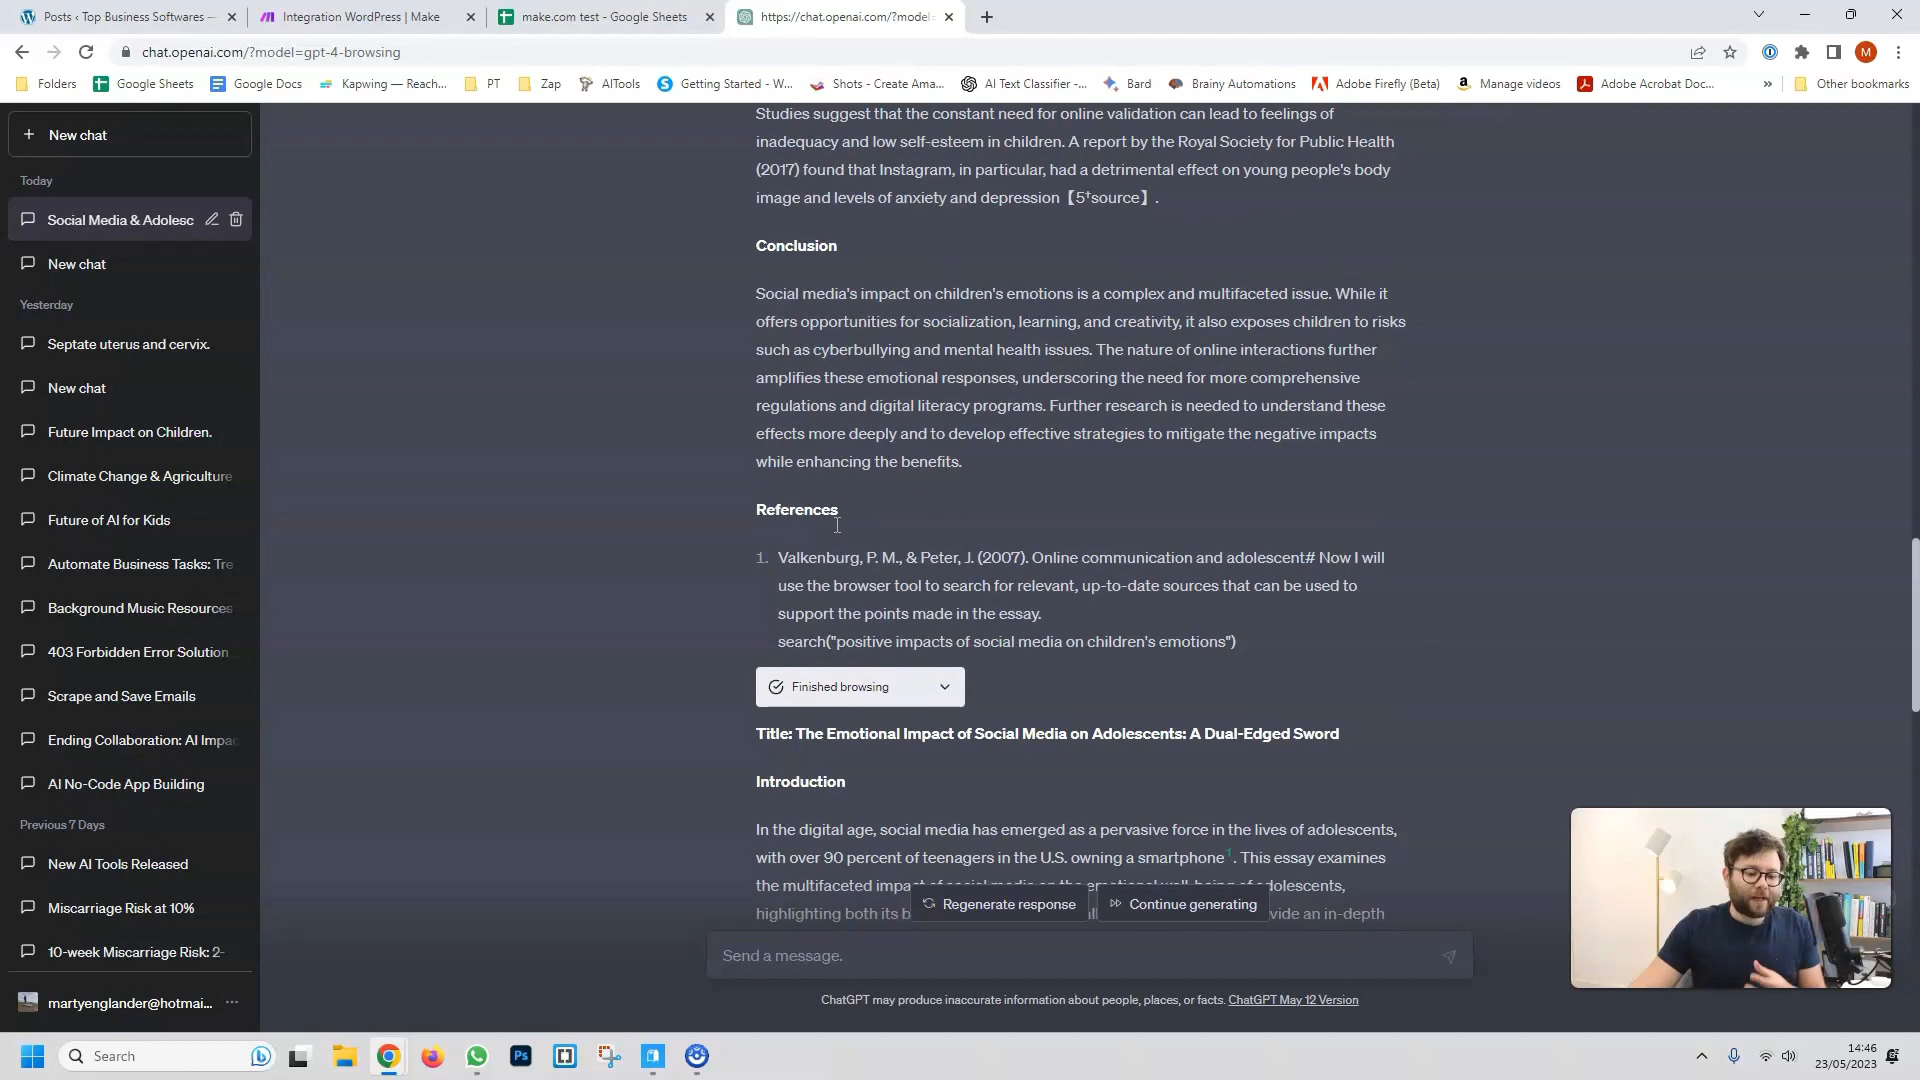 Posts ‹ Top Business Softwares —
Integration WordPress | Make
make.com test - Google Sheets
https://chat.openai.com/?model=
chat.openai.com/?model=gpt-4-browsing
M
Folders
Google Sheets
Google Docs
Kapwing — Reach...
PT
Zap
AITools
Getting Started - W...
Shots - Create Ama...
AI Text Classifier -...
Bard
Brainy Automations
Adobe Firefly (Beta)
Manage videos
Adobe Acrobat Doc...
»
Other bookmarks
+ New chat
Today
Social Media & Adolesc
New chat
Yesterday
Septate uterus and cervix.
New chat
Future Impact on Children.
Climate Change & Agriculture
Future of AI for Kids
Automate Business Tasks: Tre
Background Music Resources
403 Forbidden Error Solution
Scrape and Save Emails
Ending Collaboration: AI Impac
AI No-Code App Building
Previous 7 Days
New AI Tools Released
Miscarriage Risk at 10%
10-week Miscarriage Risk: 2-
martyenglander@hotmai...
Studies suggest that the constant need for online validation can lead to feelings of
inadequacy and low self-esteem in children. A report by the Royal Society for Public Health
(2017) found that Instagram, in particular, had a detrimental effect on young people's body
image and levels of anxiety and depression【5†source】.
Conclusion
Social media's impact on children's emotions is a complex and multifaceted issue. While it
offers opportunities for socialization, learning, and creativity, it also exposes children to risks
such as cyberbullying and mental health issues. The nature of online interactions further
amplifies these emotional responses, underscoring the need for more comprehensive
regulations and digital literacy programs. Further research is needed to understand these
effects more deeply and to develop effective strategies to mitigate the negative impacts
while enhancing the benefits.
References
1. Valkenburg, P. M., & Peter, J. (2007). Online communication and adolescent# Now I will
use the browser tool to search for relevant, up-to-date sources that can be used to
support the points made in the essay.
search("positive impacts of social media on children's emotions")
Finished browsing
Title: The Emotional Impact of Social Media on Adolescents: A Dual-Edged Sword
Introduction
In the digital age, social media has emerged as a pervasive force in the lives of adolescents,
with over 90 percent of teenagers in the U.S. owning a smartphone 1. This essay examines
the multifaceted impact of social media on the emotional well-being of adolescents,
highlighting both its b
vide an in-depth
Regenerate response
Continue generating
Send a message.
ChatGPT may produce inaccurate information about people, places, or facts. ChatGPT May 12 Version
Search
Ps
14:46
23/05/2023